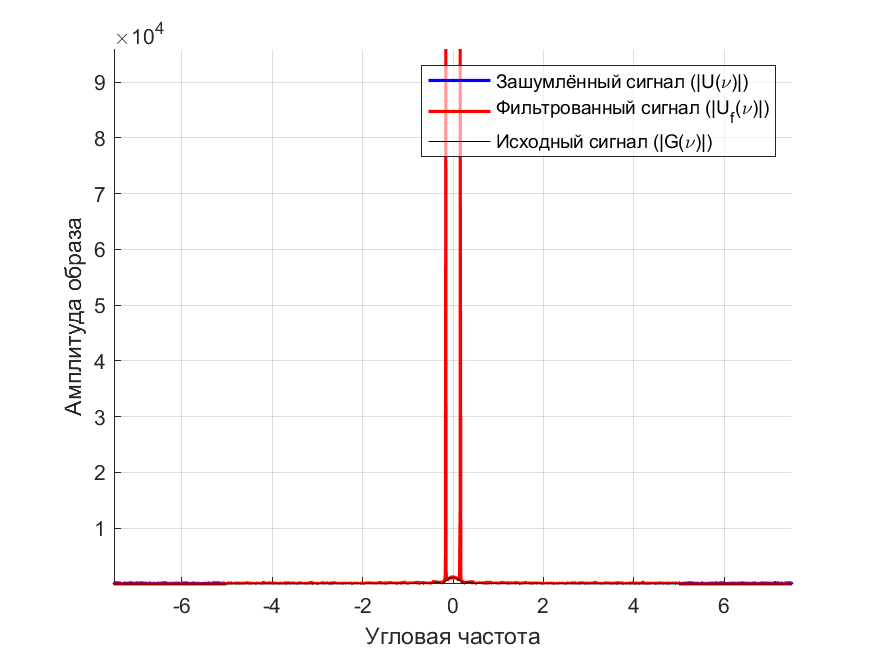 ×10⁴
9
8
7
6
5
4
3
2
1
Амплитуда образа
Зашумлённый сигнал (|U(ν)|)
Фильтрованный сигнал (|U_f(ν)|)
Исходный сигнал (|G(ν)|)
-6 -4 -2 0 2 4 6
Угловая частота